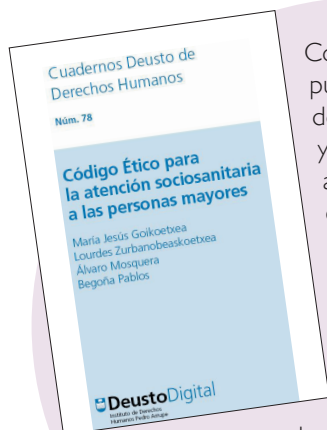 Cuadernos Deusto de
Derechos Humanos
Núm. 78
Código Ético para
la atención sociosanitaria
a las personas mayores
María Jesús Goikoetxea
Lourdes Zurbanobeaskoetxea
Álvaro Mosquera
Begoña Pablos
DeustoDigital
Instituto de Derechos
Humanos Pedro Arrupe